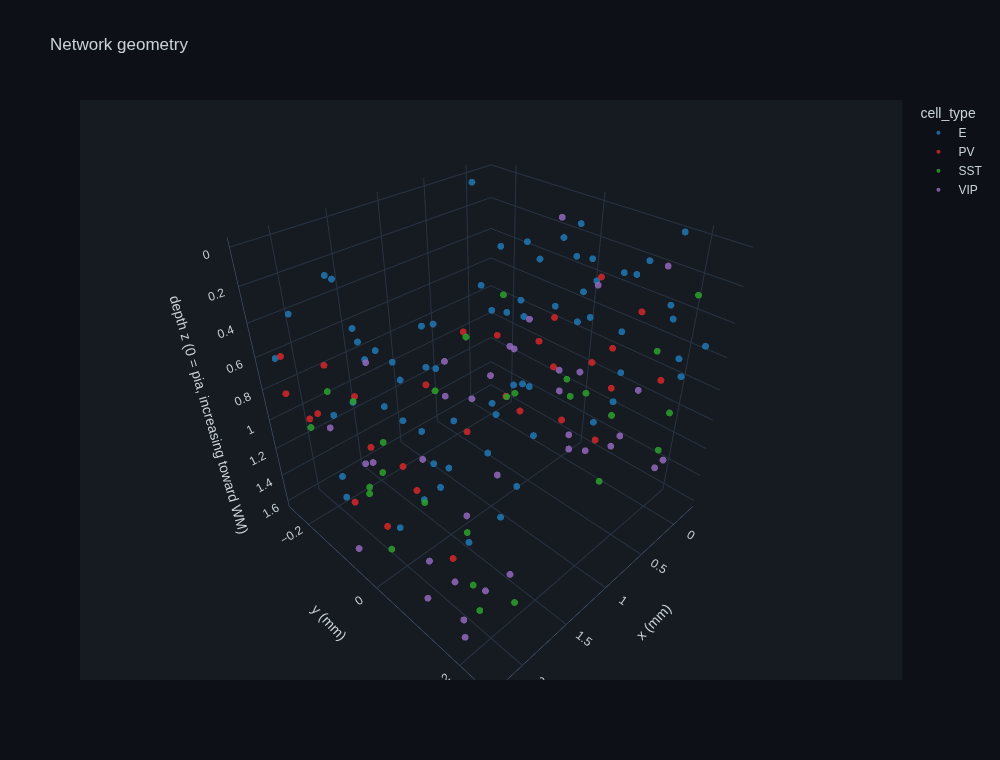 Network geometry
cell_type
E
PV
SST
VIP
depth z (0 = pia, increasing toward WM)
0
0.2
0.4
0.6
0.8
1
1.2
1.4
1.6
−0.2
0
y (mm)
0
0.5
1
1.5
x (mm)